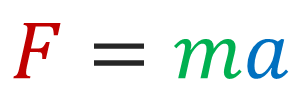 F = ma